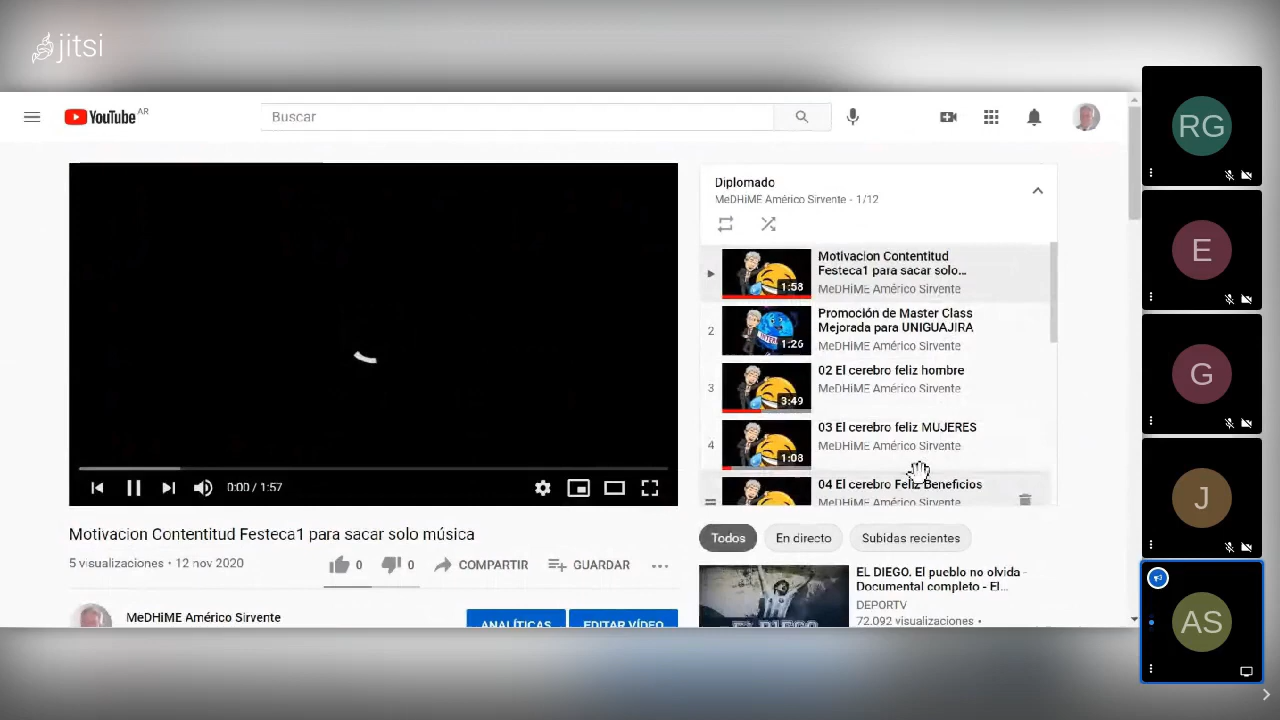 jitsi
YouTube AR
Buscar
0:00 / 1:57
Motivacion Contentitud Festeca1 para sacar solo música
5 visualizaciones • 12 nov 2020
0
0
COMPARTIR
GUARDAR
MeDHiME Américo Sirvente
ANALÍTICAS
EDITAR VÍDEO
Diplomado
MeDHiME Américo Sirvente - 1/12
1:58
Motivacion Contentitud
Festeca1 para sacar solo...
MeDHiME Américo Sirvente
2
1:26
Promoción de Master Class
Mejorada para UNIGUAJIRA
MeDHiME Américo Sirvente
3
3:49
02 El cerebro feliz hombre
MeDHiME Américo Sirvente
4
1:08
03 El cerebro feliz MUJERES
MeDHiME Américo Sirvente
04 El cerebro Feliz Beneficios
MeDHiME Américo Sirvente
Todos
En directo
Subidas recientes
EL DIEGO. El pueblo no olvida -
Documental completo - El...
DEPORTV
72.092 visualizaciones •
EL DIEGO
RG
E
G
J
AS